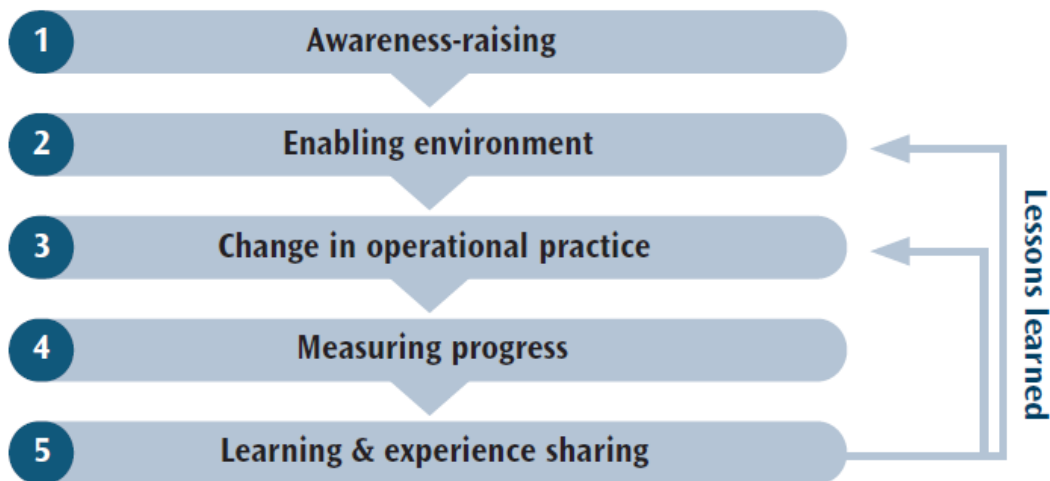 1 Awareness-raising
2 Enabling environment
3 Change in operational practice
4 Measuring progress
5 Learning & experience sharing
Lessons learned